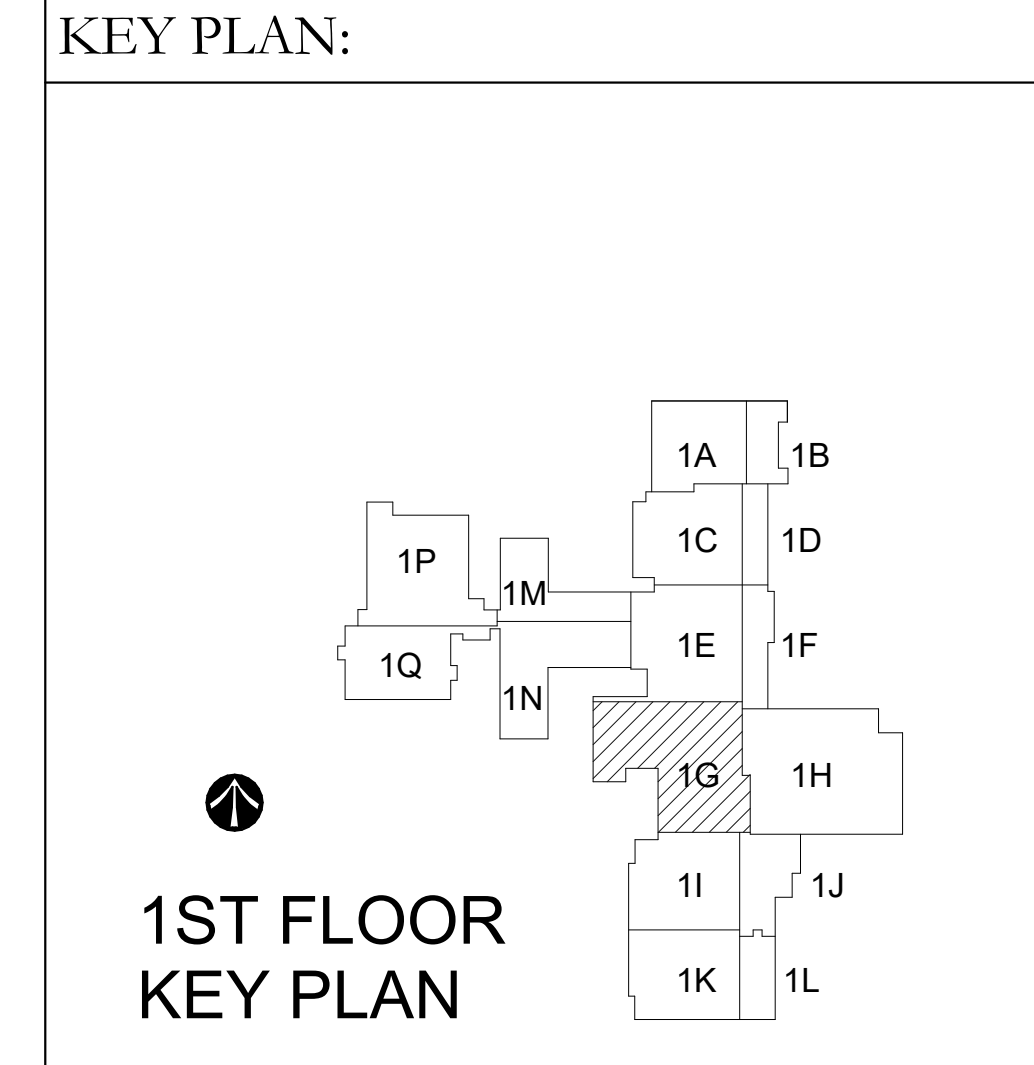 KEY PLAN:
1A
1B
1C
1D
1P
1M
1E
1F
1Q
1N
1G
1H
1I
1J
1K
1L
1ST FLOOR
KEY PLAN